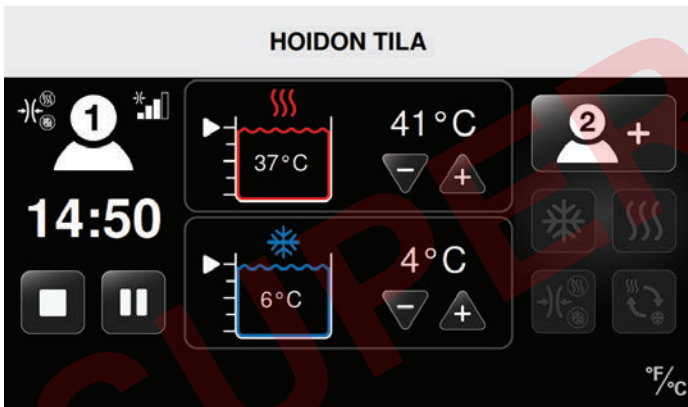 HOIDON TILA
1
14:50
37°C
41°C
- +
6°C
4°C
- +
2 +
°F/°C
SUPER